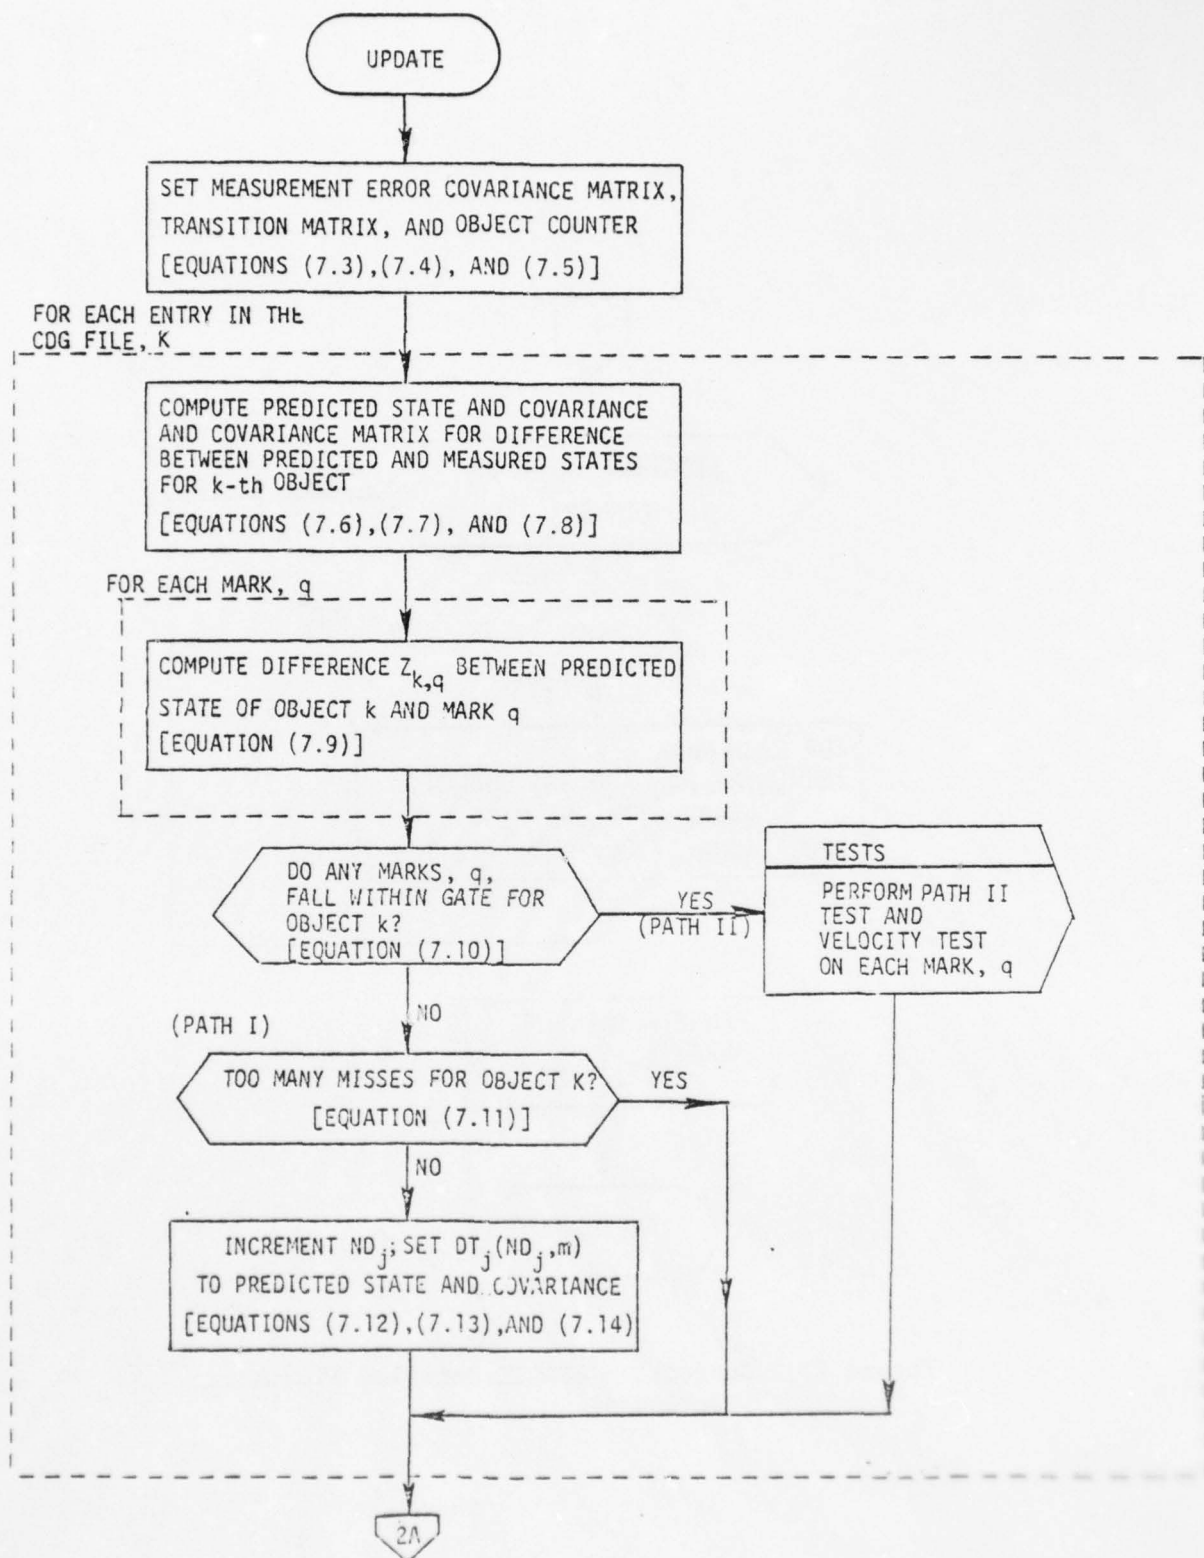 UPDATE
SET MEASUREMENT ERROR COVARIANCE MATRIX,
TRANSITION MATRIX, AND OBJECT COUNTER
[EQUATIONS (7.3),(7.4), AND (7.5)]
FOR EACH ENTRY IN THE
CDG FILE, K
COMPUTE PREDICTED STATE AND COVARIANCE
AND COVARIANCE MATRIX FOR DIFFERENCE
BETWEEN PREDICTED AND MEASURED STATES
FOR k-th OBJECT
[EQUATIONS (7.6),(7.7), AND (7.8)]
FOR EACH MARK, q
COMPUTE DIFFERENCE Z_{k,q} BETWEEN PREDICTED
STATE OF OBJECT k AND MARK q
[EQUATION (7.9)]
DO ANY MARKS, q,
FALL WITHIN GATE FOR
OBJECT k?
[EQUATION (7.10)]
YES
(PATH II)
TESTS
PERFORM PATH II
TEST AND
VELOCITY TEST
ON EACH MARK, q
NO
(PATH I)
TOO MANY MISSES FOR OBJECT K?
[EQUATION (7.11)]
YES
NO
INCREMENT ND_j; SET DT_j(ND_j,m)
TO PREDICTED STATE AND COVARIANCE
[EQUATIONS (7.12),(7.13),AND (7.14)
2A